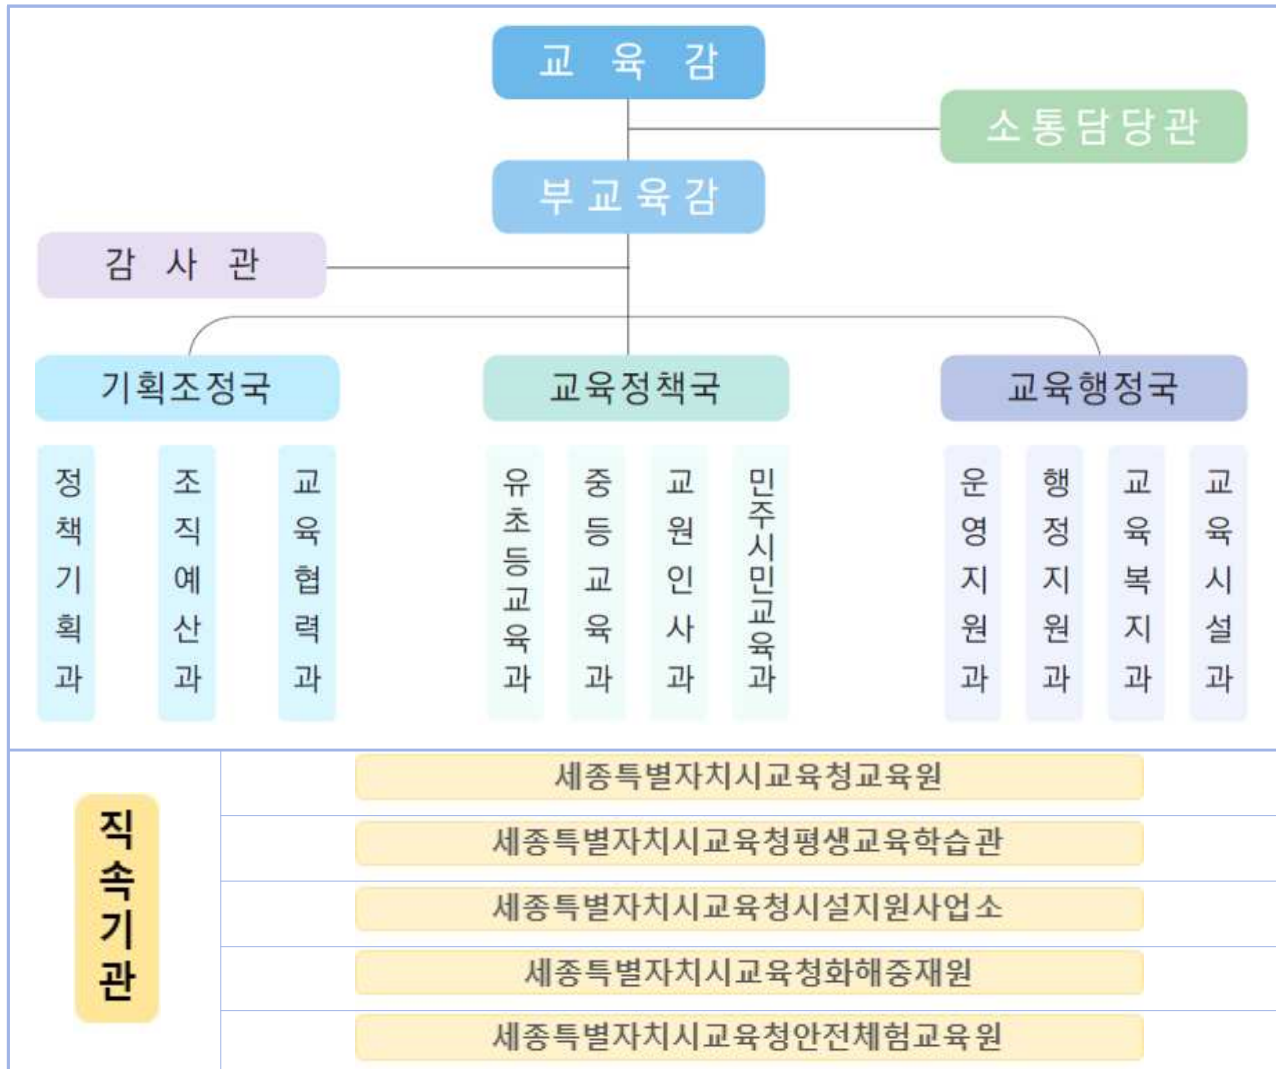 교 육 감
소통담당관
부교육감
감 사 관
기획조정국
교육정책국
교육행정국
정책기획과
조직예산과
교육협력과
유초등교육과
중등교육과
교원인사과
민주시민교육과
운영지원과
행정지원과
교육복지과
교육시설과
직속기관
세종특별자치시교육청교육원
세종특별자치시교육청평생교육학습관
세종특별자치시교육청시설지원사업소
세종특별자치시교육청화해중재원
세종특별자치시교육청안전체험교육원